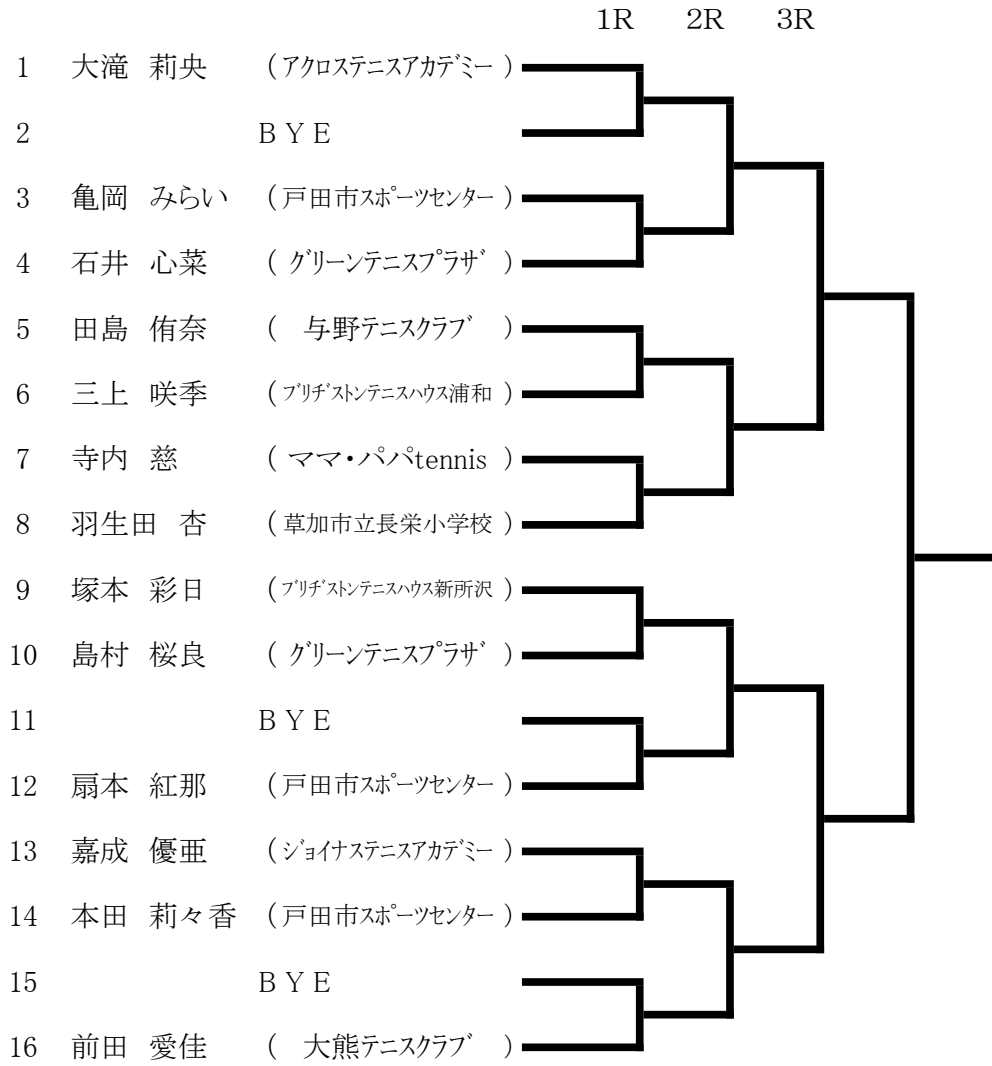 1R 2R 3R
1 大滝 莉央 (アクロステニスアカデミー)
2 BYE
3 亀岡 みらい (戸田市スポーツセンター)
4 石井 心菜 (グリーンテニスプラザ)
5 田島 侑奈 (与野テニスクラブ)
6 三上 咲季 (ブリヂストンテニスハウス浦和)
7 寺内 慈 (ママ・パパtennis)
8 羽生田 杏 (草加市立長栄小学校)
9 塚本 彩日 (ブリヂストンテニスハウス新所沢)
10 島村 桜良 (グリーンテニスプラザ)
11 BYE
12 扇本 紅那 (戸田市スポーツセンター)
13 嘉成 優亜 (ジョイナステニスアカデミー)
14 本田 莉々香 (戸田市スポーツセンター)
15 BYE
16 前田 愛佳 (大熊テニスクラブ)